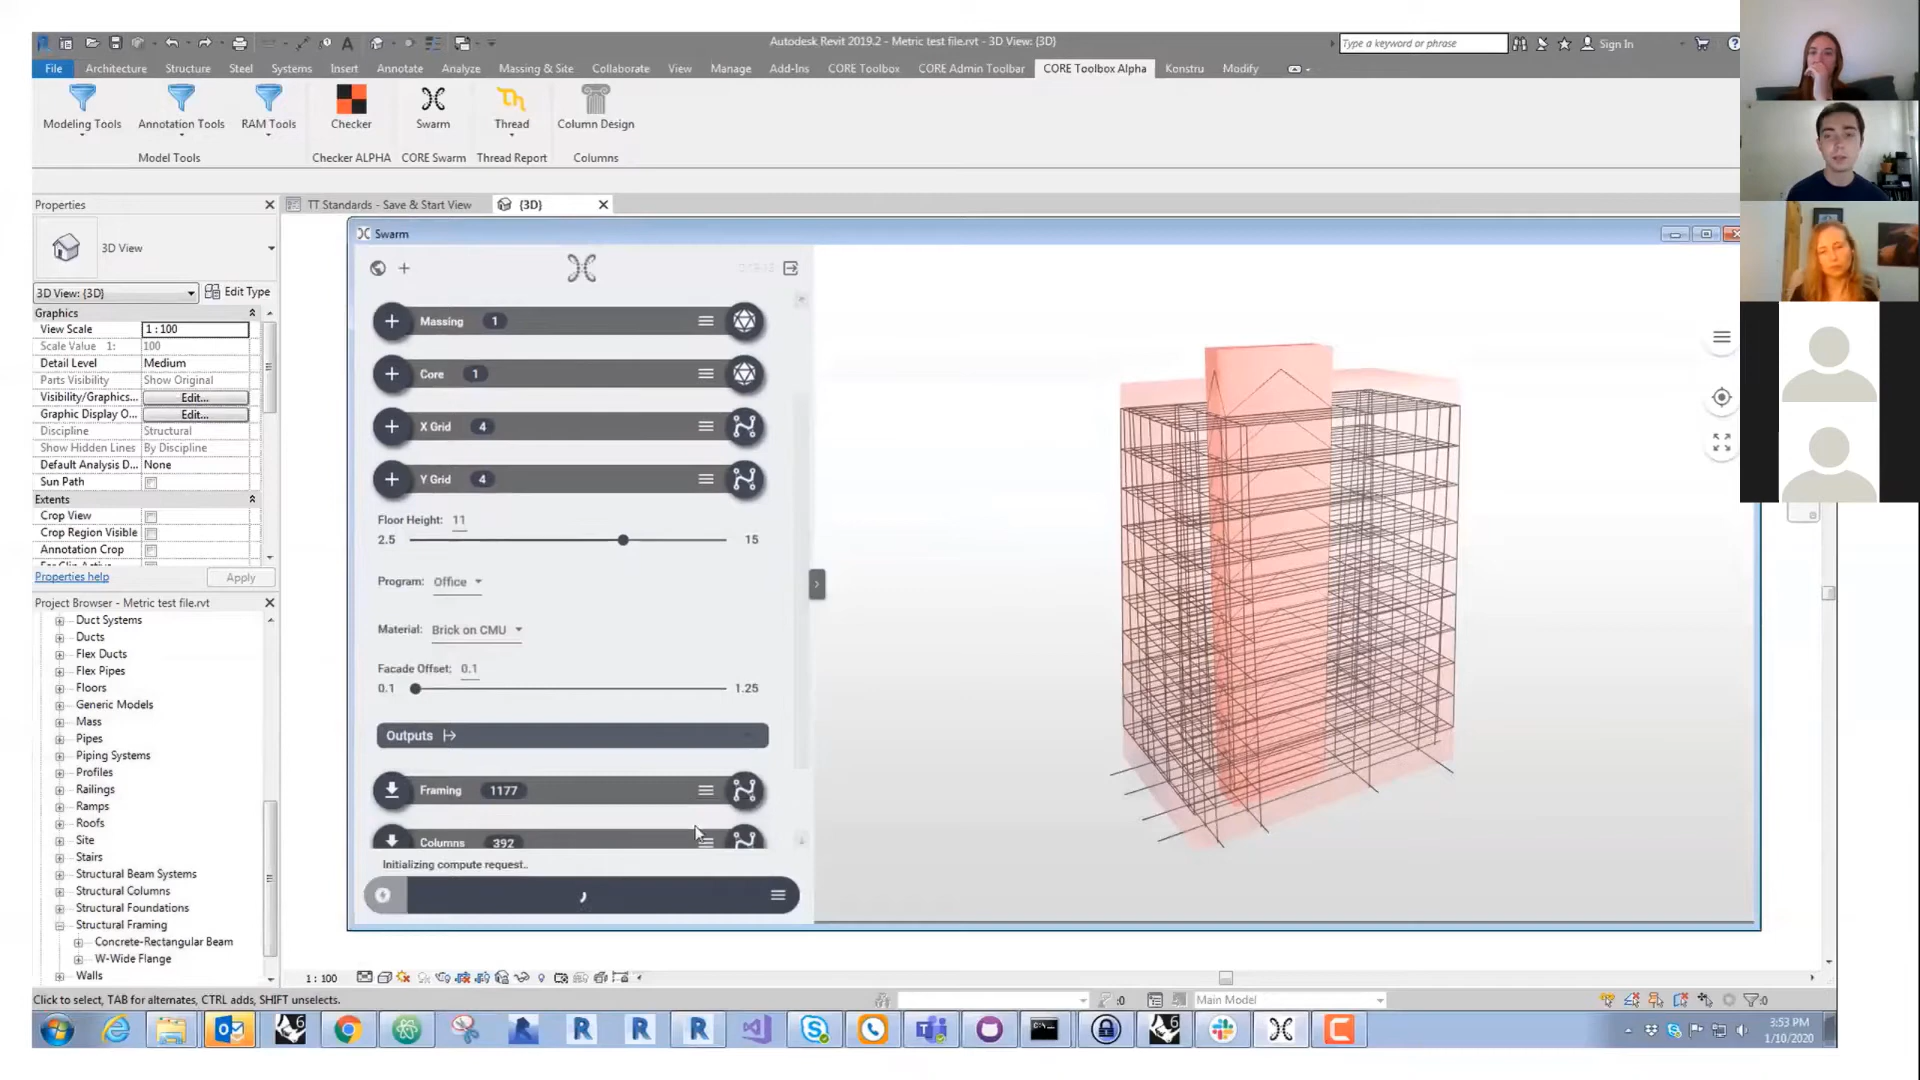 Autodesk Revit 2019.2 - Metric test file.rvt - 3D View: {3D}
Type a keyword or phrase
Sign In
File Architecture Structure Steel Systems Insert Annotate Analyze Massing & Site Collaborate View Manage Add-Ins CORE Toolbox CORE Admin Toolbar CORE Toolbox Alpha Konstru Modify
Modeling Tools Annotation Tools RAM Tools Checker Swarm Thread Column Design
Model Tools Checker ALPHA CORE Swarm Thread Report Columns
Properties
TT Standards - Save & Start View
{3D}
3D View
3D View: {3D}
Edit Type
Graphics
View Scale 1 : 100
Scale Value 1: 100
Detail Level Medium
Parts Visibility Show Original
Visibility/Graphics... Edit...
Graphic Display O... Edit...
Discipline Structural
Show Hidden Lines By Discipline
Default Analysis D... None
Sun Path
Extents
Crop View
Crop Region Visible
Annotation Crop
Properties help
Apply
Project Browser - Metric test file.rvt
Duct Systems
Ducts
Flex Ducts
Flex Pipes
Floors
Generic Models
Mass
Pipes
Piping Systems
Profiles
Railings
Ramps
Roofs
Site
Stairs
Structural Beam Systems
Structural Columns
Structural Foundations
Structural Framing
Concrete-Rectangular Beam
W-Wide Flange
Walls
Swarm
Massing 1
Core 1
X Grid 4
Y Grid 4
Floor Height: 11
2.5 15
Program: Office
Material: Brick on CMU
Facade Offset: 0.1
0.1 1.25
Outputs
Framing 1177
Columns 392
Initializing compute request..
1 : 100
Click to select, TAB for alternates, CTRL adds, SHIFT unselects.
:0
Main Model
:0
3:53 PM
1/10/2020